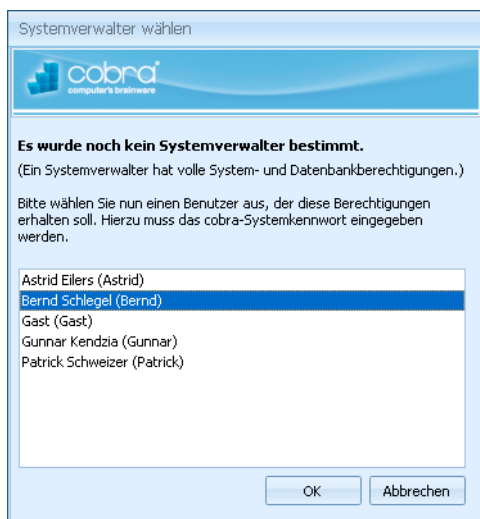 Systemverwalter wählen
cobra
computer's brainware
Es wurde noch kein Systemverwalter bestimmt.
(Ein Systemverwalter hat volle System- und Datenbankberechtigungen.)
Bitte wählen Sie nun einen Benutzer aus, der diese Berechtigungen
erhalten soll. Hierzu muss das cobra-Systemkennwort eingegeben
werden.
Astrid Eilers (Astrid)
Bernd Schlegel (Bernd)
Gast (Gast)
Gunnar Kendzia (Gunnar)
Patrick Schweizer (Patrick)
OK Abbrechen